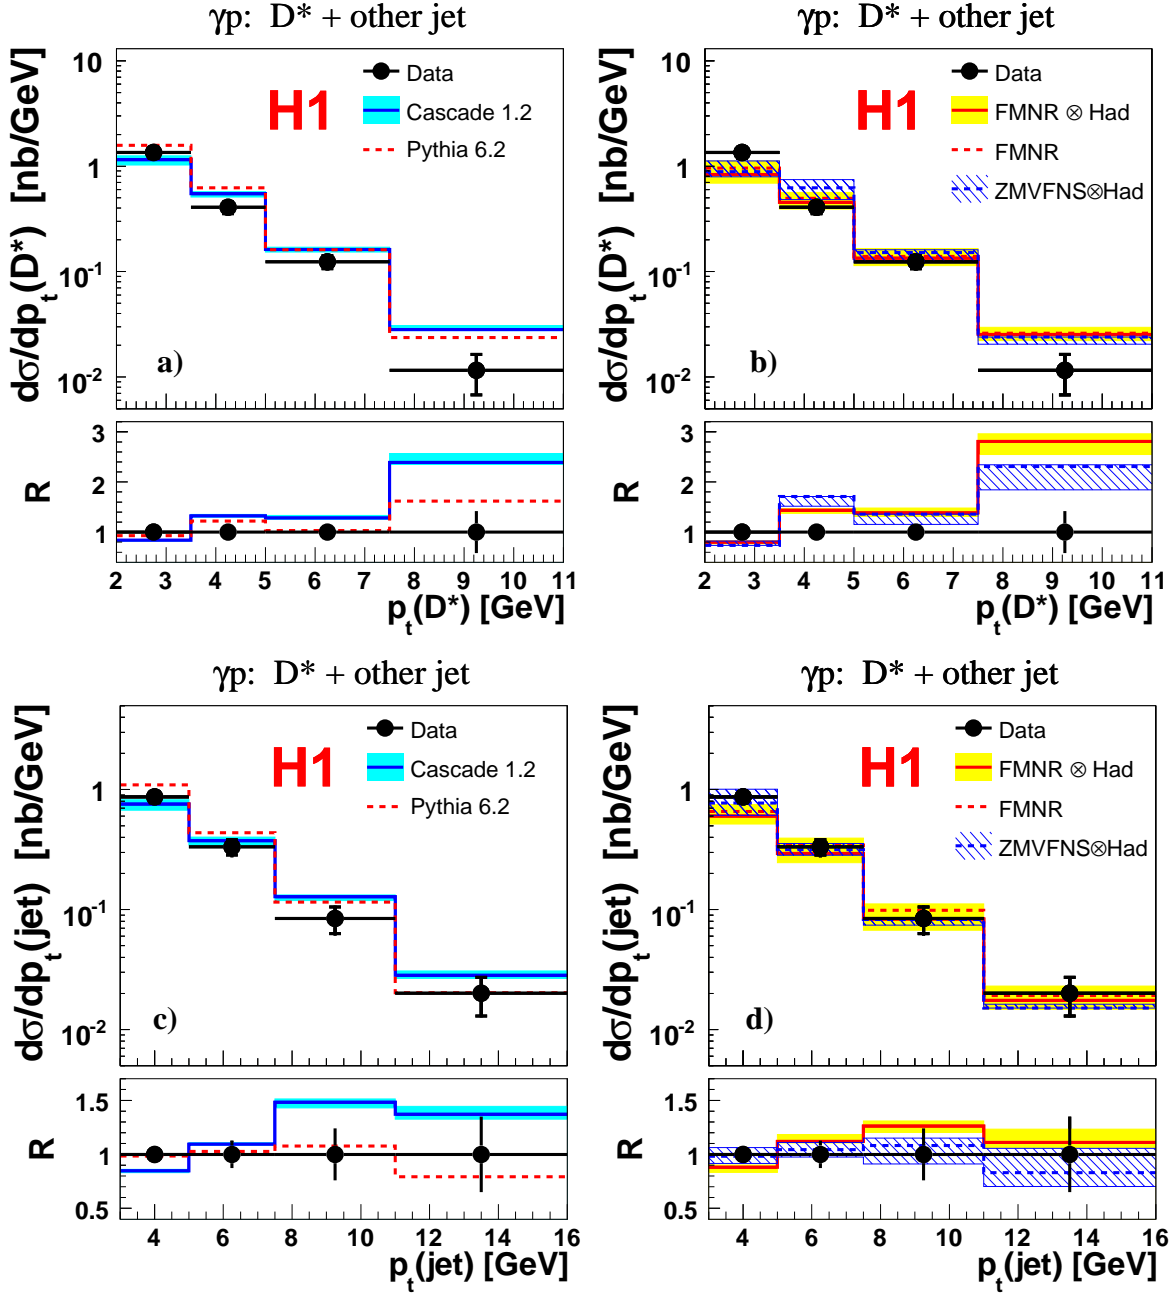 γp: D* + other jet
dσ/dp_t(D*) [nb/GeV]
10
1
10^-1
10^-2
H1
Data
Cascade 1.2
Pythia 6.2
a)
R
3
2
1
2 3 4 5 6 7 8 9 10 11
p_t(D*) [GeV]
γp: D* + other jet
dσ/dp_t(D*) [nb/GeV]
10
1
10^-1
10^-2
H1
Data
FMNR ⊗ Had
FMNR
ZMVFNS⊗Had
b)
R
3
2
1
2 3 4 5 6 7 8 9 10 11
p_t(D*) [GeV]
γp: D* + other jet
dσ/dp_t(jet) [nb/GeV]
1
10^-1
10^-2
H1
Data
Cascade 1.2
Pythia 6.2
c)
R
1.5
1
0.5
4 6 8 10 12 14 16
p_t(jet) [GeV]
γp: D* + other jet
dσ/dp_t(jet) [nb/GeV]
1
10^-1
10^-2
H1
Data
FMNR ⊗ Had
FMNR
ZMVFNS⊗Had
d)
R
1.5
1
0.5
4 6 8 10 12 14 16
p_t(jet) [GeV]